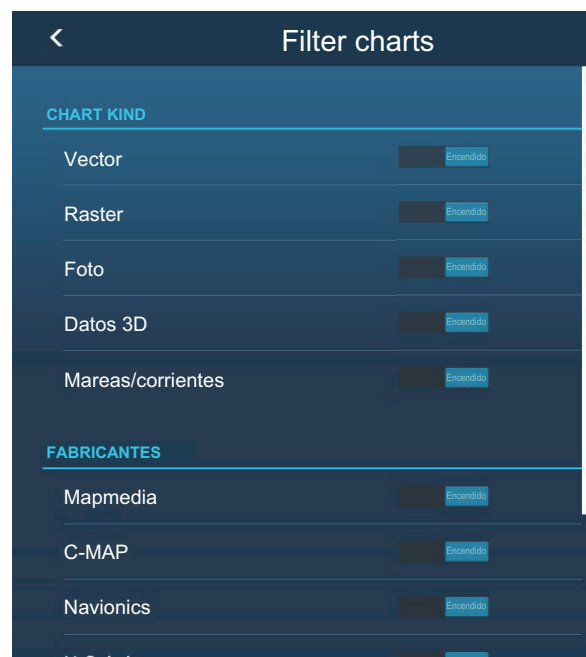 Filter charts
CHART KIND
Vector Encendido
Raster Encendido
Foto Encendido
Datos 3D Encendido
Mareas/corrientes Encendido
FABRICANTES
Mapmedia Encendido
C-MAP Encendido
Navionics Encendido